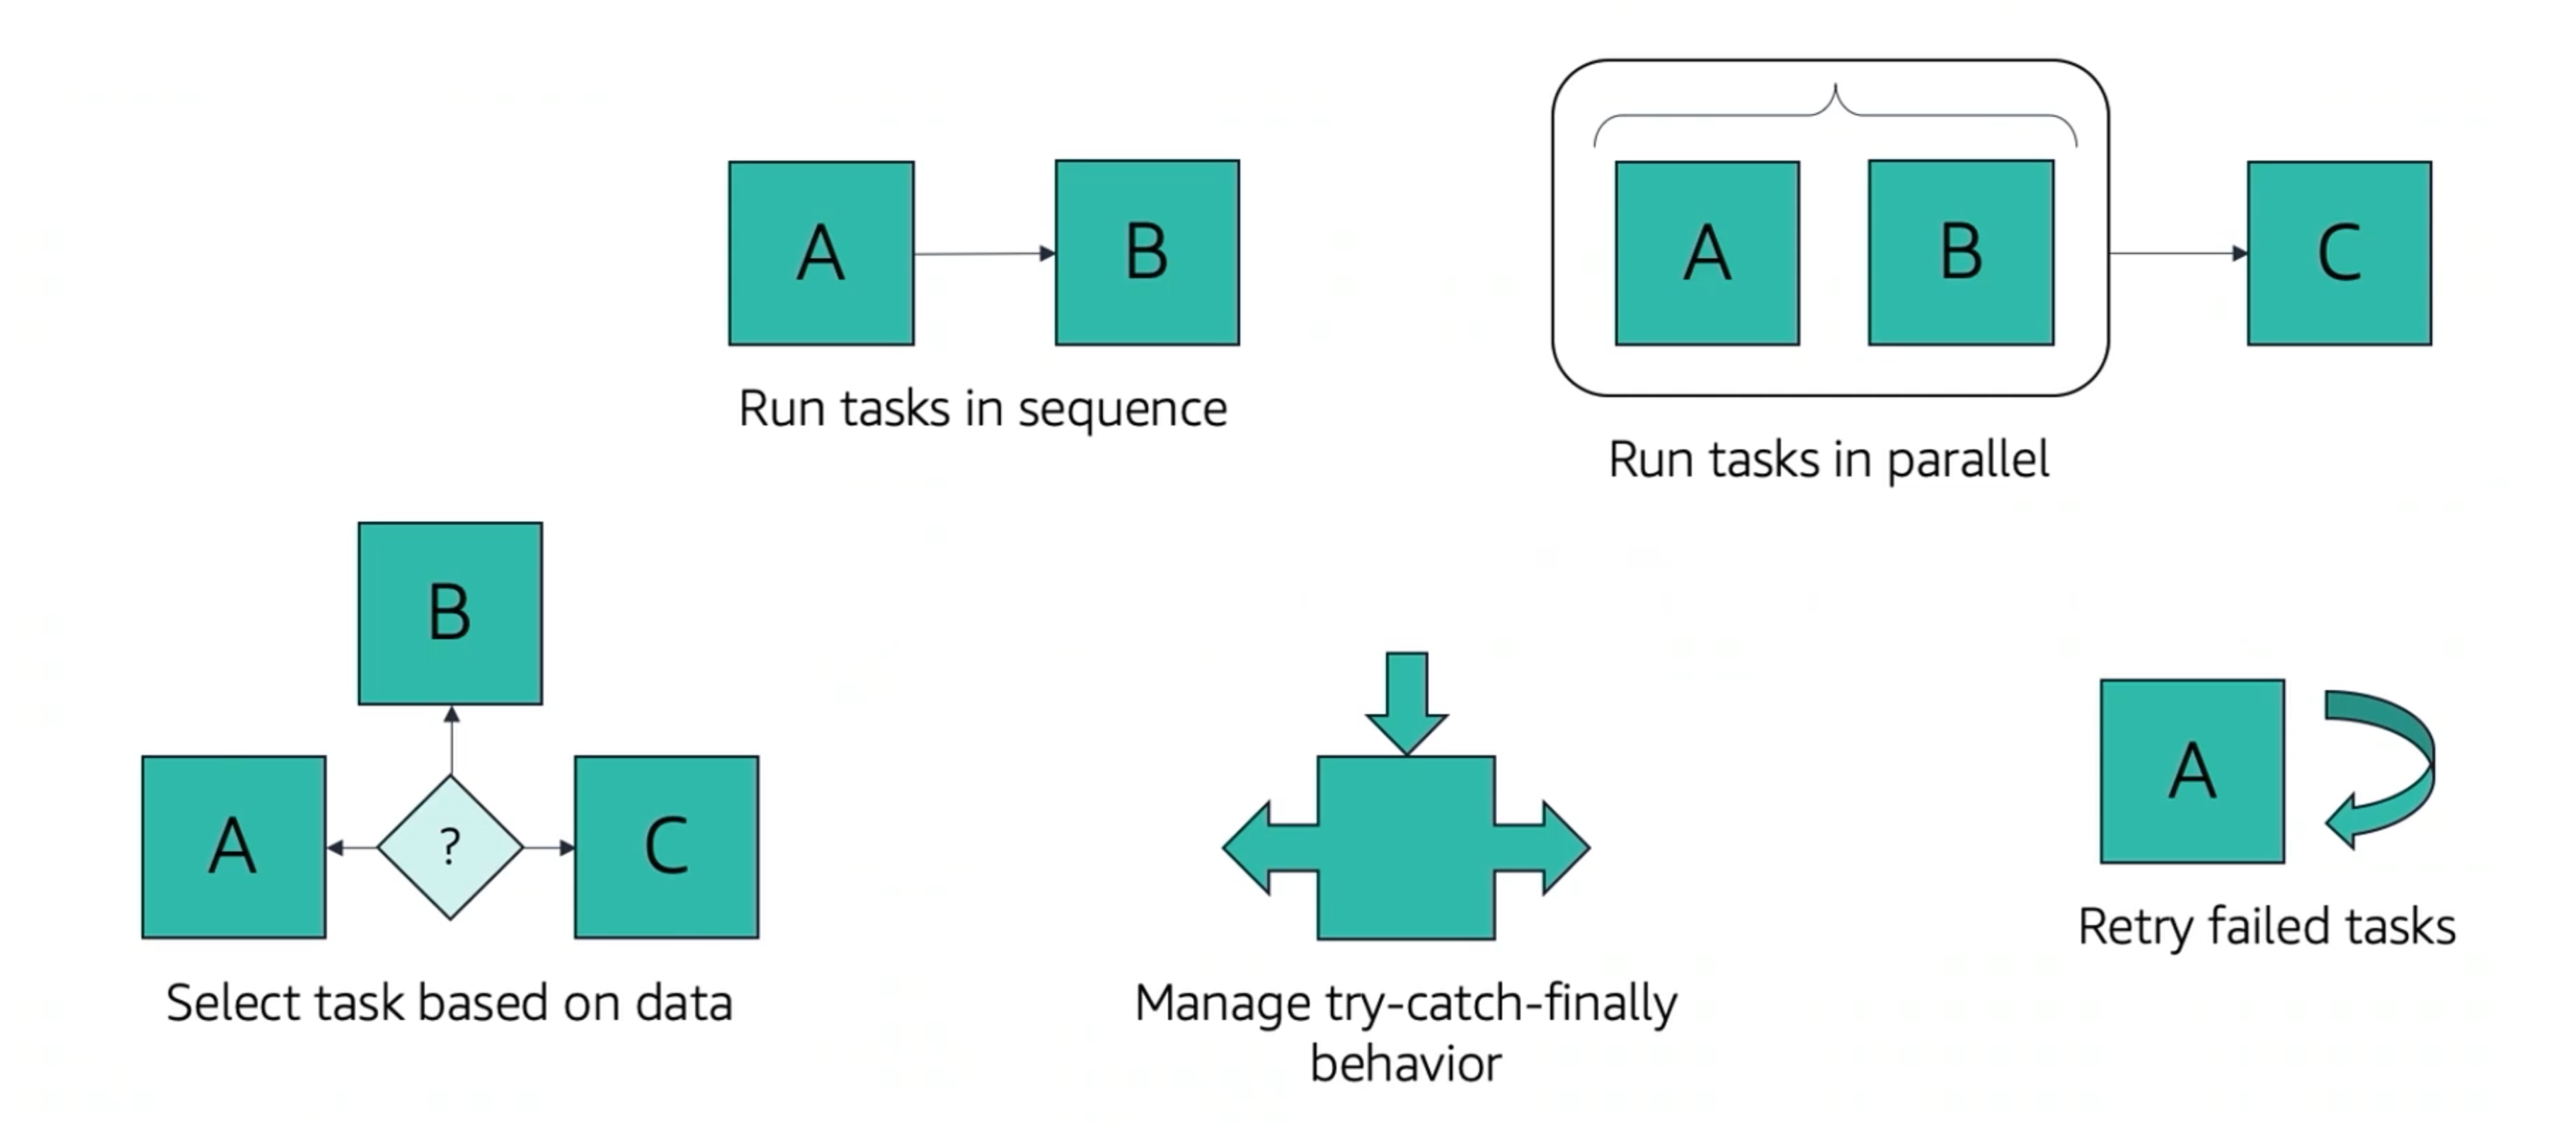 A
B
Run tasks in sequence
A
B
C
Run tasks in parallel
B
A
?
C
Select task based on data
Manage try-catch-finally
behavior
A
Retry failed tasks